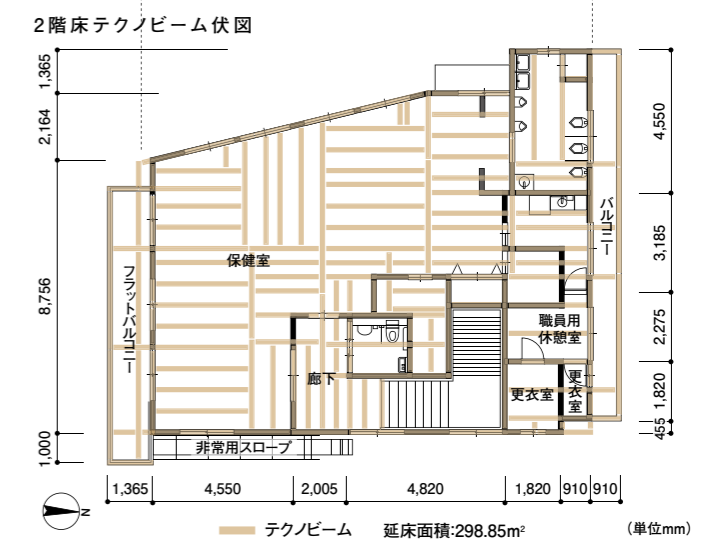 2階床テクノビーム伏図
1,365
2,164
8,756
1,000
4,550
3,185
2,275
1,820
455
バルコニー
フラットバルコニー
保健室
廊下
職員用
休憩室
更衣室
更衣室
非常用スロープ
1,365 4,550 2,005 4,820 1,820 910 910
N
テクノビーム 延床面積:298.85m² (単位mm)